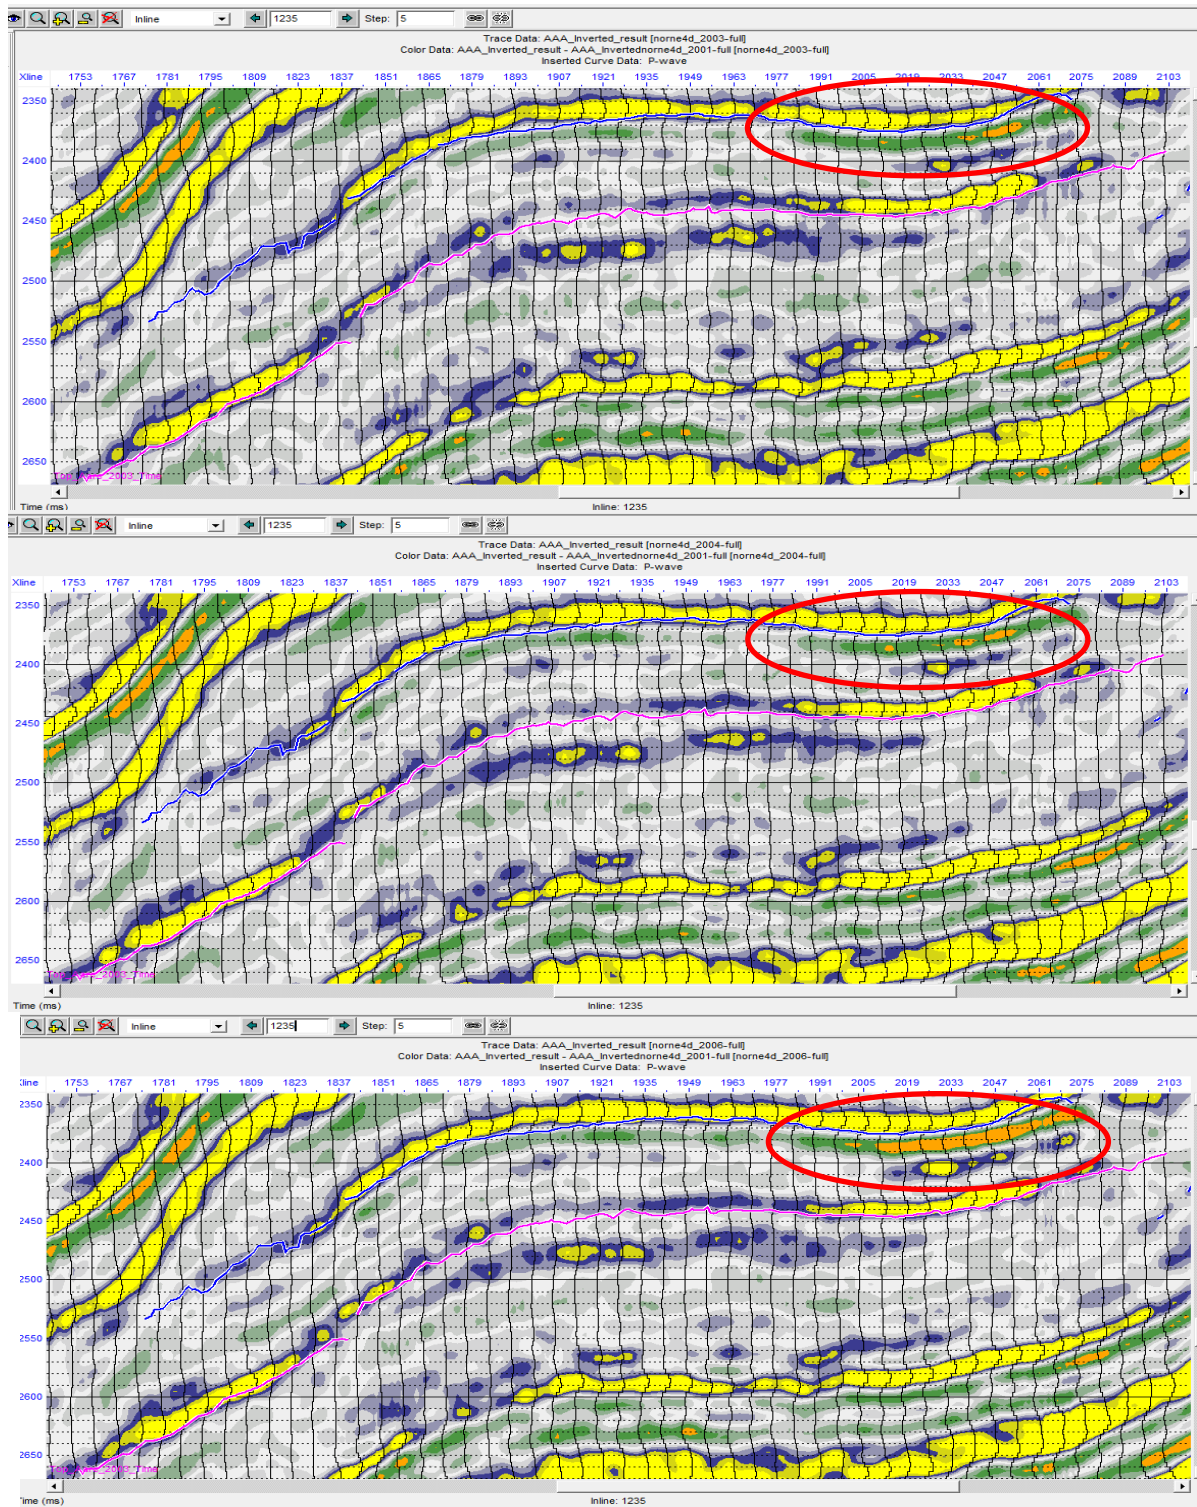 Inline 1235 Step: 5
Trace Data: AAA_Inverted_result [norne4d_2003-full]
Color Data: AAA_Inverted_result - AAA_Invertednorne4d_2001-full [norne4d_2003-full]
Inserted Curve Data: P-wave
Xline 1753 1767 1781 1795 1809 1823 1837 1851 1865 1879 1893 1907 1921 1935 1949 1963 1977 1991 2005 2019 2033 2047 2061 2075 2089 2103
2350
2400
2450
2500
2550
2600
2650
Time (ms)
Inline: 1235
Inline 1235 Step: 5
Trace Data: AAA_Inverted_result [norne4d_2004-full]
Color Data: AAA_Inverted_result - AAA_Invertednorne4d_2001-full [norne4d_2004-full]
Inserted Curve Data: P-wave
Xline 1753 1767 1781 1795 1809 1823 1837 1851 1865 1879 1893 1907 1921 1935 1949 1963 1977 1991 2005 2019 2033 2047 2061 2075 2089 2103
2350
2400
2450
2500
2550
2600
2650
Time (ms)
Inline: 1235
Inline 1235 Step: 5
Trace Data: AAA_Inverted_result [norne4d_2006-full]
Color Data: AAA_Inverted_result - AAA_Invertednorne4d_2001-full [norne4d_2006-full]
Inserted Curve Data: P-wave
line 1753 1767 1781 1795 1809 1823 1837 1851 1865 1879 1893 1907 1921 1935 1949 1963 1977 1991 2005 2019 2033 2047 2061 2075 2089 2103
2350
2400
2450
2500
2550
2600
2650
ime (ms)
Inline: 1235